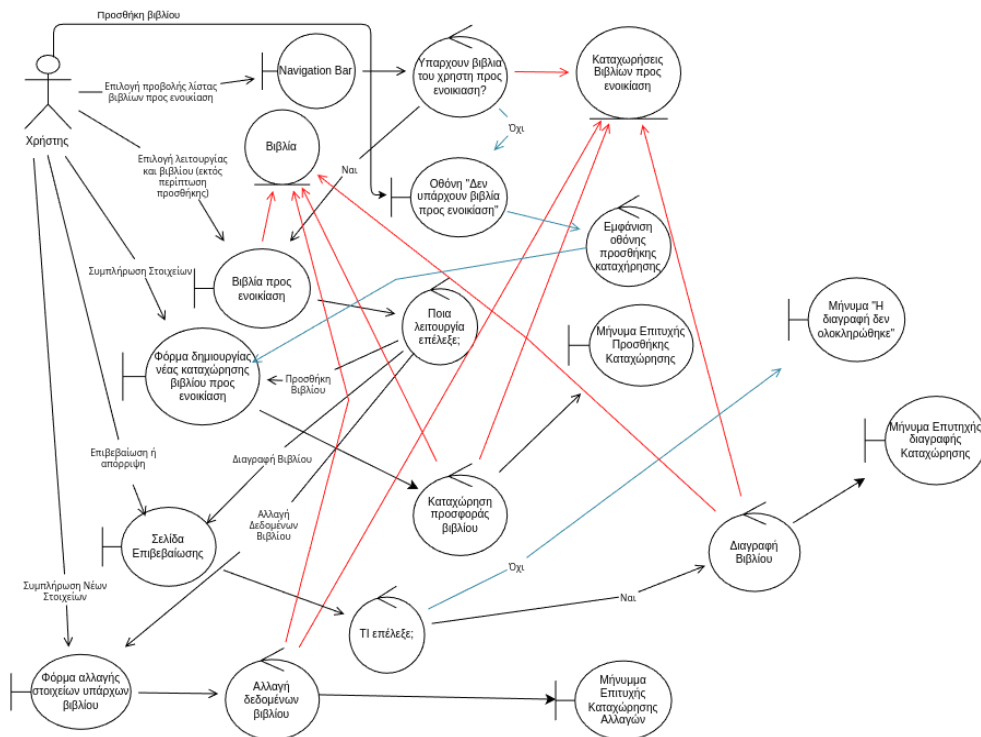 Προσθήκη βιβλίου
Χρήστης
Επιλογή προβολής λίστας
βιβλίων προς ενοικίαση
Navigation Bar
Υπαρχουν βιβλια
του χρηστη προς
ενοικιαση?
Καταχωρήσεις
Βιβλίων προς
ενοικίαση
Όχι
Βιβλία
Επιλογή λειτουργίας
και βιβλίου (εκτός
περίπτωση
προσθήκης)
Ναι
Οθόνη "Δεν
υπάρχουν βιβλία
προς ενοικίαση"
Εμφάνιση
οθόνης
προσθήκης
καταχήρησης
Συμπλήρωση Στοιχείων
Βιβλία προς
ενοικίαση
Ποια
λειτουργία
επέλεξε;
Μήνυμα Επιτυχής
Προσθήκης
Καταχώρησης
Μήνυμα "Η
διαγραφή δεν
ολοκληρώθηκε"
Φόρμα δημιουργίας
νέας καταχώρησης
βιβλίου προς
ενοικίαση
Προσθήκη
Βιβλίου
Μήνυμα Επυτηχής
διαγραφής
Καταχώρησης
Επιβεβαίωση ή
απόρριψη
Διαγραφή Βιβλίου
Αλλαγή
Δεδομένων
Βιβλίου
Καταχώρηση
προσφοράς
βιβλίου
Σελίδα
Επιβεβαίωσης
Διαγραφή
Βιβλίου
Όχι
Ναι
Συμπλήρωση Νέων
Στοιχείων
ΤΙ επέλεξε;
Φόρμα αλλαγής
στοιχείων υπάρχων
βιβλίου
Αλλαγή
δεδομένων
βιβλίου
Μήνυμμα
Επιτυχής
Καταχώρησης
Αλλαγών